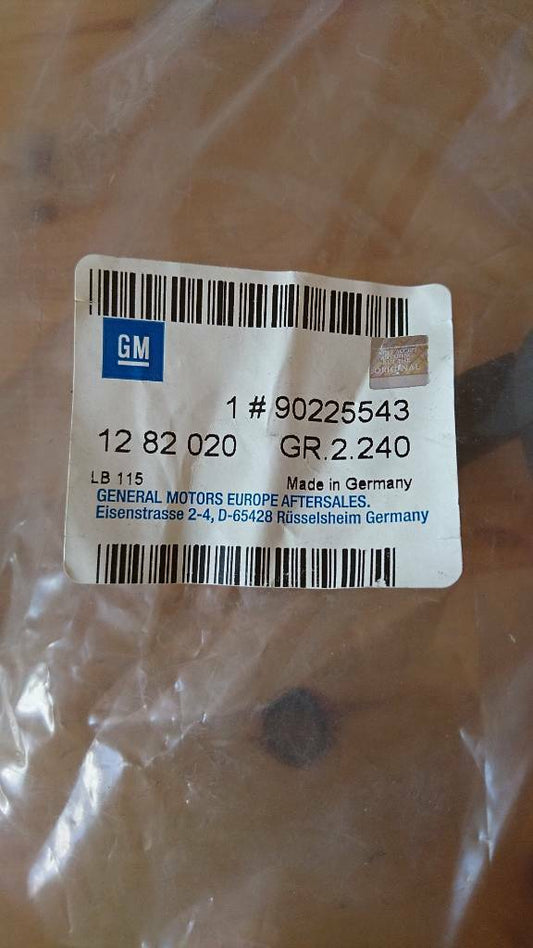 GM
ORIGINAL
1 # 90225543
12 82 020 GR.2.240
LB 115 Made in Germany
GENERAL MOTORS EUROPE AFTERSALES.
Eisenstrasse 2-4, D-65428 Rüsselsheim Germany